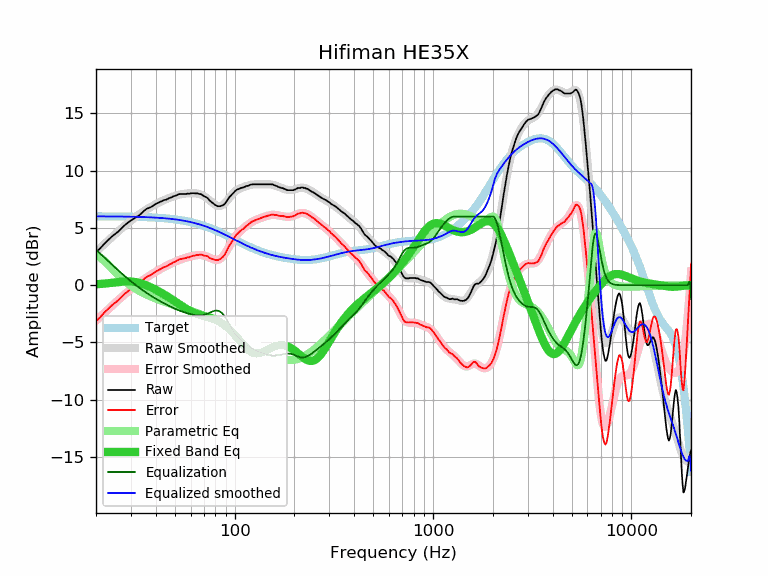 Hifiman HE35X
Amplitude (dBr)
15
10
5
0
−5
−10
−15
Target
Raw Smoothed
Error Smoothed
Raw
Error
Parametric Eq
Fixed Band Eq
Equalization
Equalized smoothed
100
1000
10000
Frequency (Hz)